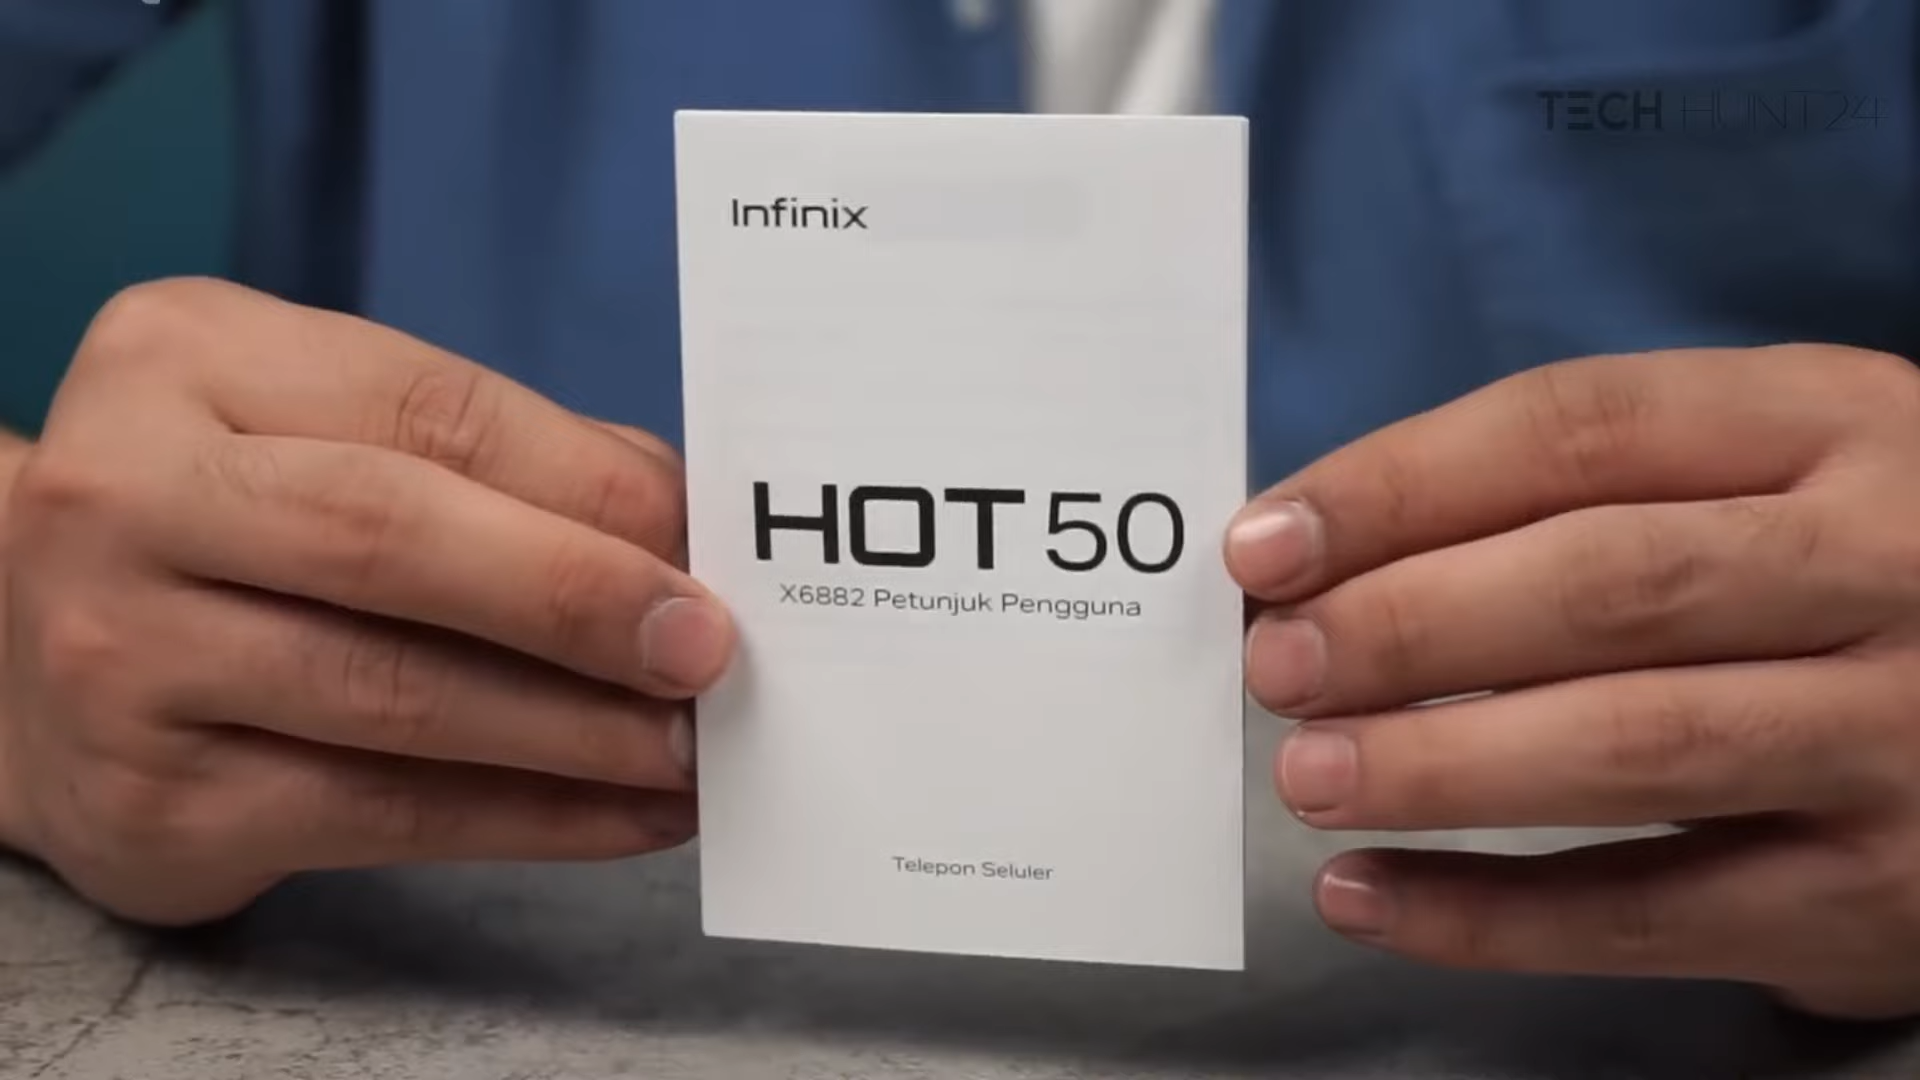 TECH HUNT24
Infinix
HOT 50
X6882 Petunjuk Pengguna
Telepon Seluler